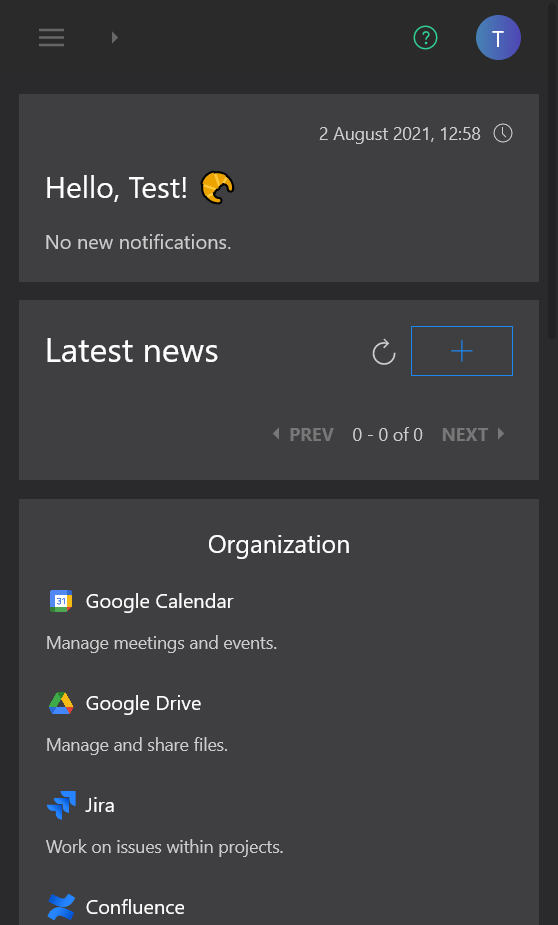 T
2 August 2021, 12:58
Hello, Test!
No new notifications.
Latest news
PREV 0 - 0 of 0 NEXT
Organization
31 Google Calendar
Manage meetings and events.
Google Drive
Manage and share files.
Jira
Work on issues within projects.
Confluence